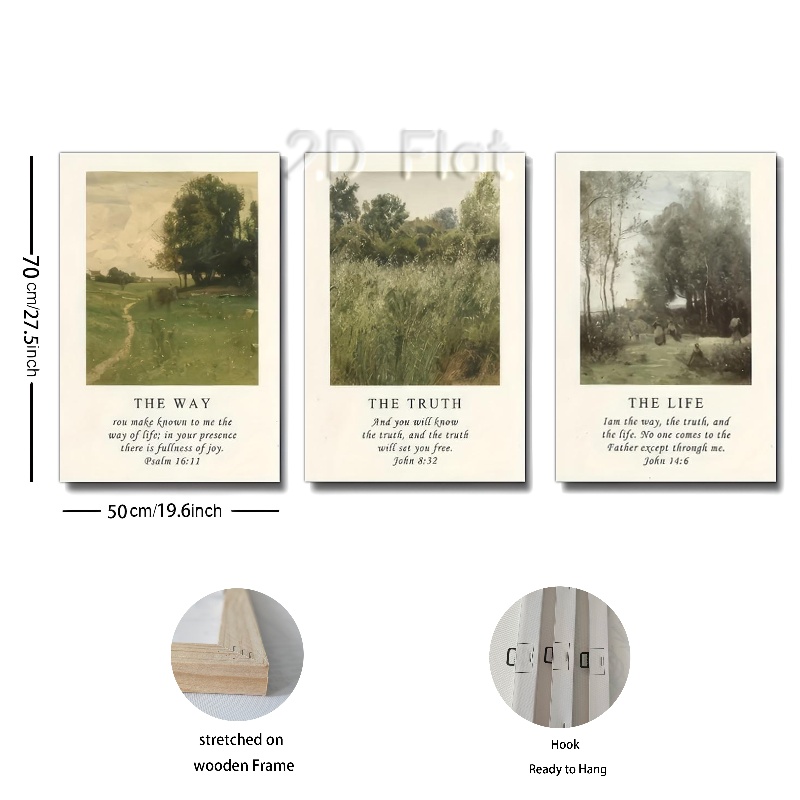 2D Flat
70 cm/27.5inch
THE WAY
rou make known to me the
way of life; in your presence
there is fullness of joy.
Psalm 16:11
THE TRUTH
And you will know
the truth, and the truth
will set you free.
John 8:32
THE LIFE
Iam the way, the truth, and
the life. No one comes to the
Father except through me.
John 14:6
50cm/19.6inch
stretched on
wooden Frame
Hook
Ready to Hang